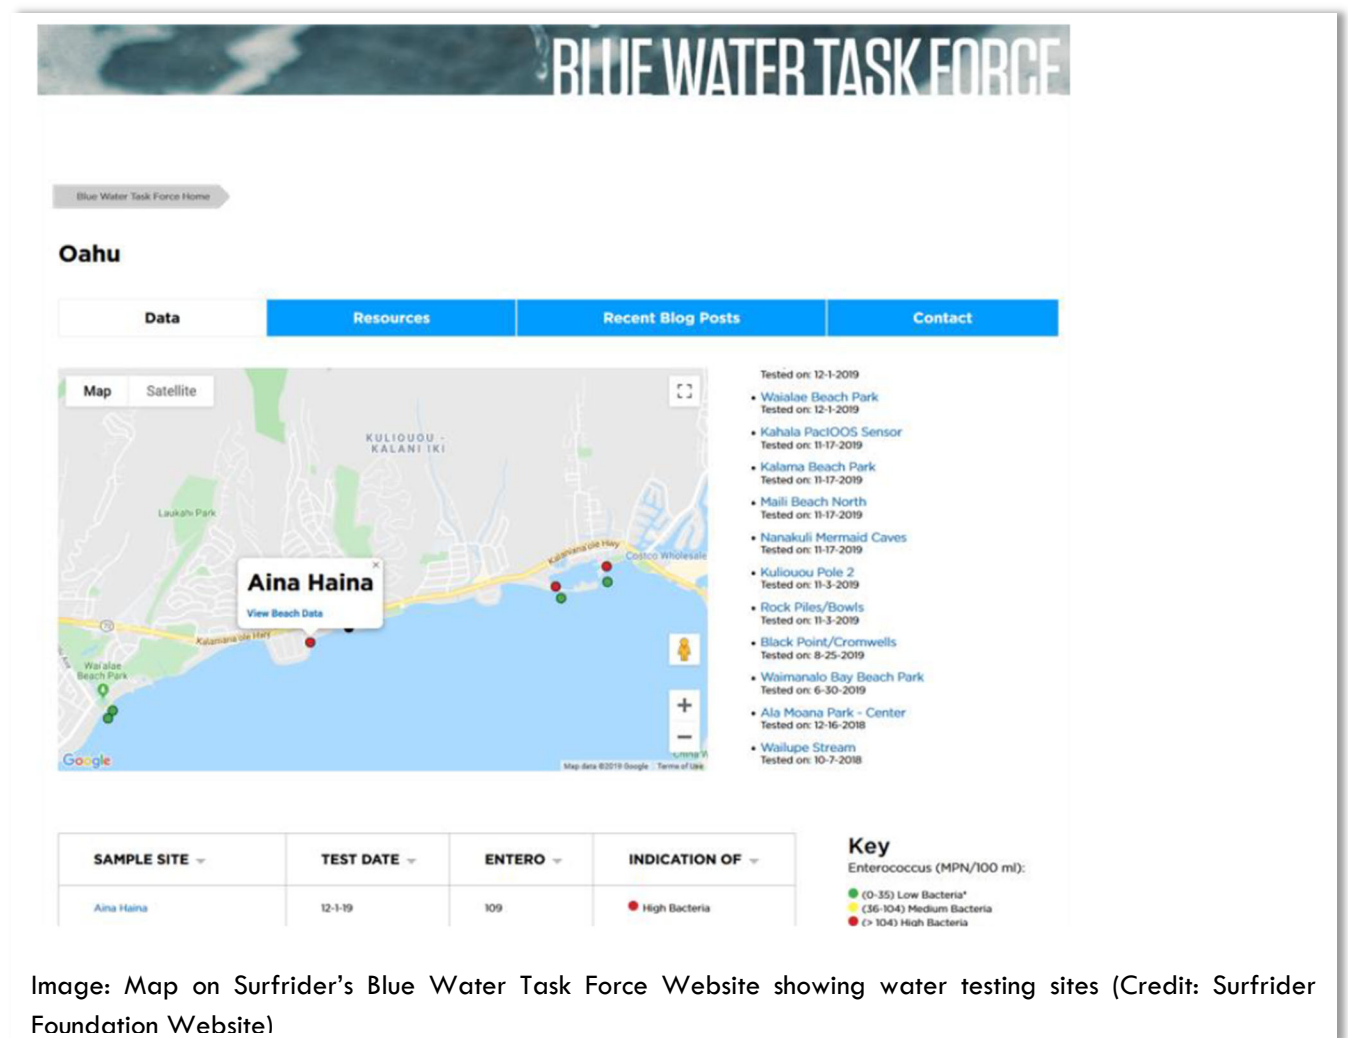 BLUE WATER TASK FORCE
Blue Water Task Force Home
Oahu
Data
Resources
Recent Blog Posts
Contact
Map
Satellite
KULIOUOU -
KALANI IKI
Laukahi Park
Kalaniana ole Hwy
Costco Wholesale
Aina Haina
×
View Beach Data
72
Kalaniana ole Hwy
Wai alae
Beach Park
Google
Map data ©2019 Google
Terms of Use
Tested on: 12-1-2019
• Waialae Beach Park
Tested on: 12-1-2019
• Kahala PacIOOS Sensor
Tested on: 11-17-2019
• Kalama Beach Park
Tested on: 11-17-2019
• Maili Beach North
Tested on: 11-17-2019
• Nanakuli Mermaid Caves
Tested on: 11-17-2019
• Kuliouou Pole 2
Tested on: 11-3-2019
• Rock Piles/Bowls
Tested on: 11-3-2019
• Black Point/Cromwells
Tested on: 8-25-2019
• Waimanalo Bay Beach Park
Tested on: 6-30-2019
• Ala Moana Park - Center
Tested on: 12-16-2018
• Wailupe Stream
Tested on: 10-7-2018
SAMPLE SITE
TEST DATE
ENTERO
INDICATION OF
Aina Haina
12-1-19
109
High Bacteria
Key
Enterococcus (MPN/100 ml):
(0-35) Low Bacteria*
(36-104) Medium Bacteria
(> 104) High Bacteria
Image: Map on Surfrider’s Blue Water Task Force Website showing water testing sites (Credit: Surfrider
Foundation Website)